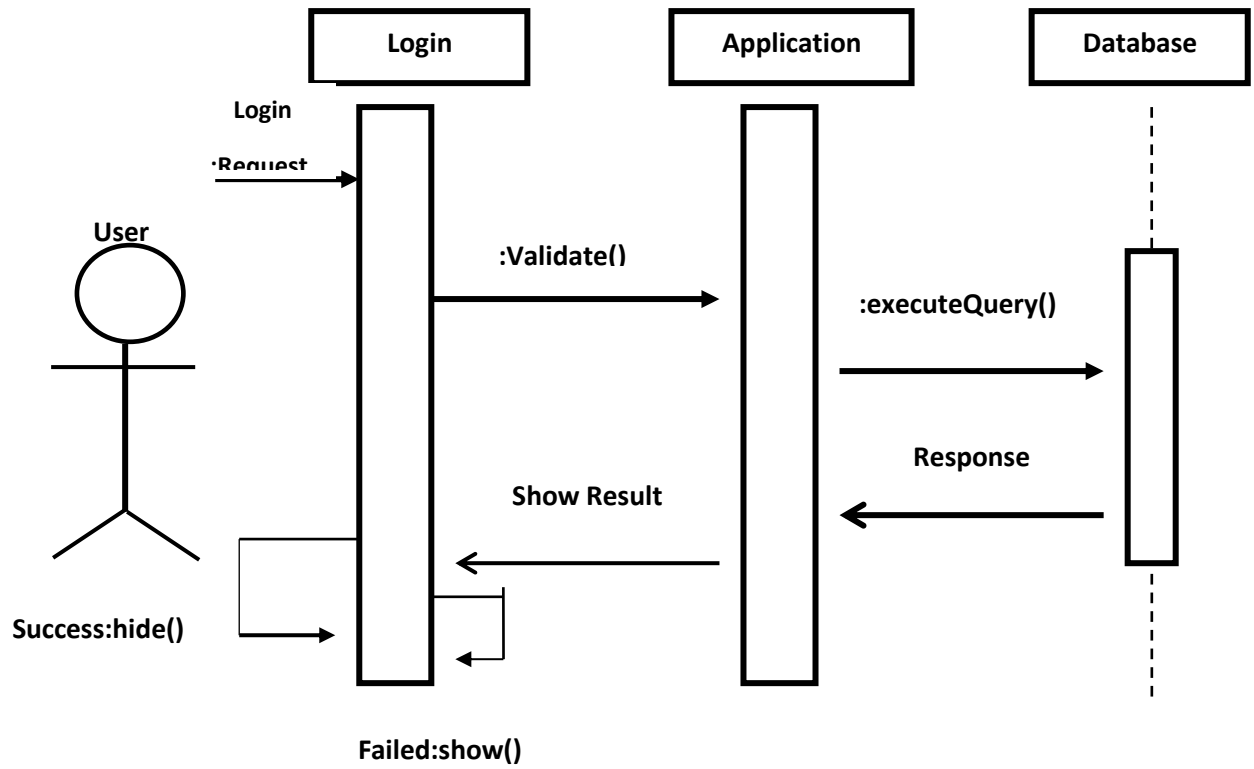 Login
Application
Database
Login
:Request
User
:Validate()
:executeQuery()
Response
Show Result
Success:hide()
Failed:show()